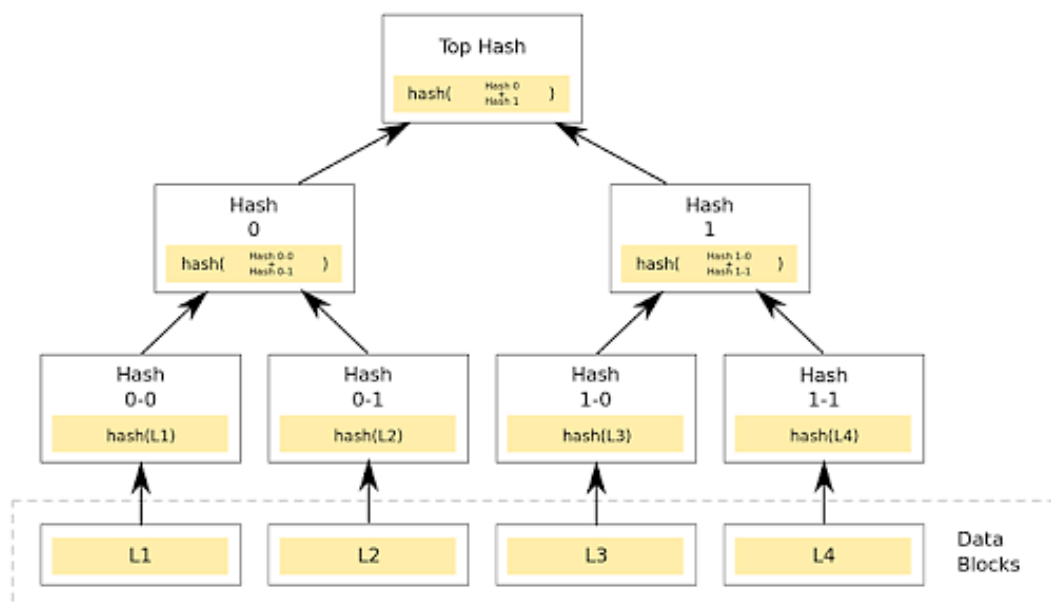 Top Hash
hash( Hash 0 + Hash 1 )
Hash
0
hash( Hash 0-0 + Hash 0-1 )
Hash
1
hash( Hash 1-0 + Hash 1-1 )
Hash
0-0
hash(L1)
Hash
0-1
hash(L2)
Hash
1-0
hash(L3)
Hash
1-1
hash(L4)
L1
L2
L3
L4
Data
Blocks